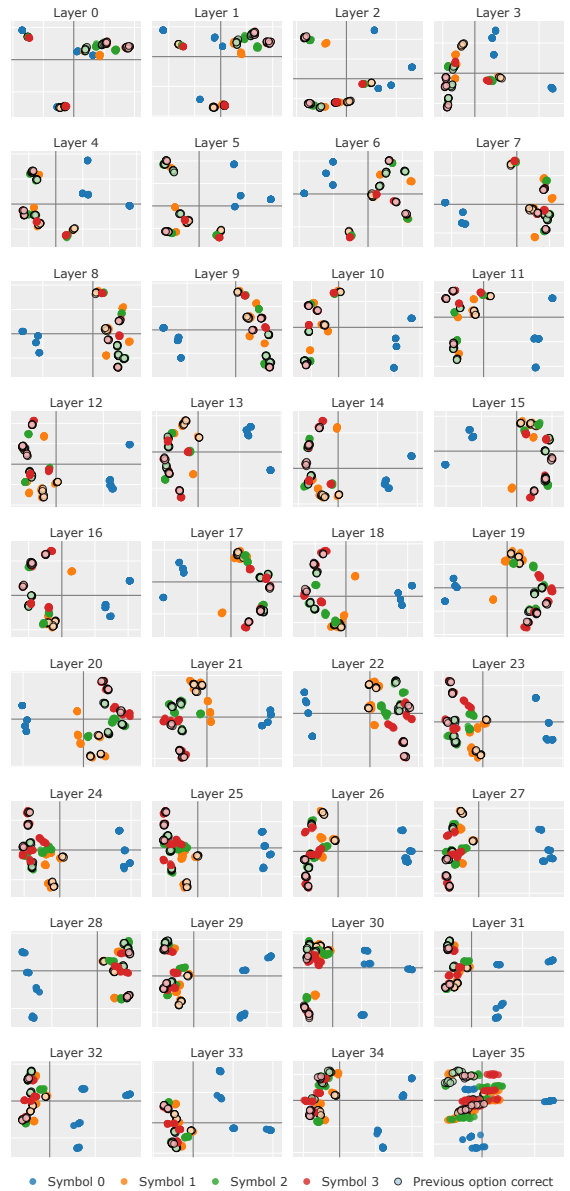 Layer 0 Layer 1 Layer 2 Layer 3
Layer 4 Layer 5 Layer 6 Layer 7
Layer 8 Layer 9 Layer 10 Layer 11
Layer 12 Layer 13 Layer 14 Layer 15
Layer 16 Layer 17 Layer 18 Layer 19
Layer 20 Layer 21 Layer 22 Layer 23
Layer 24 Layer 25 Layer 26 Layer 27
Layer 28 Layer 29 Layer 30 Layer 31
Layer 32 Layer 33 Layer 34 Layer 35
Symbol 0 Symbol 1 Symbol 2 Symbol 3 Previous option correct